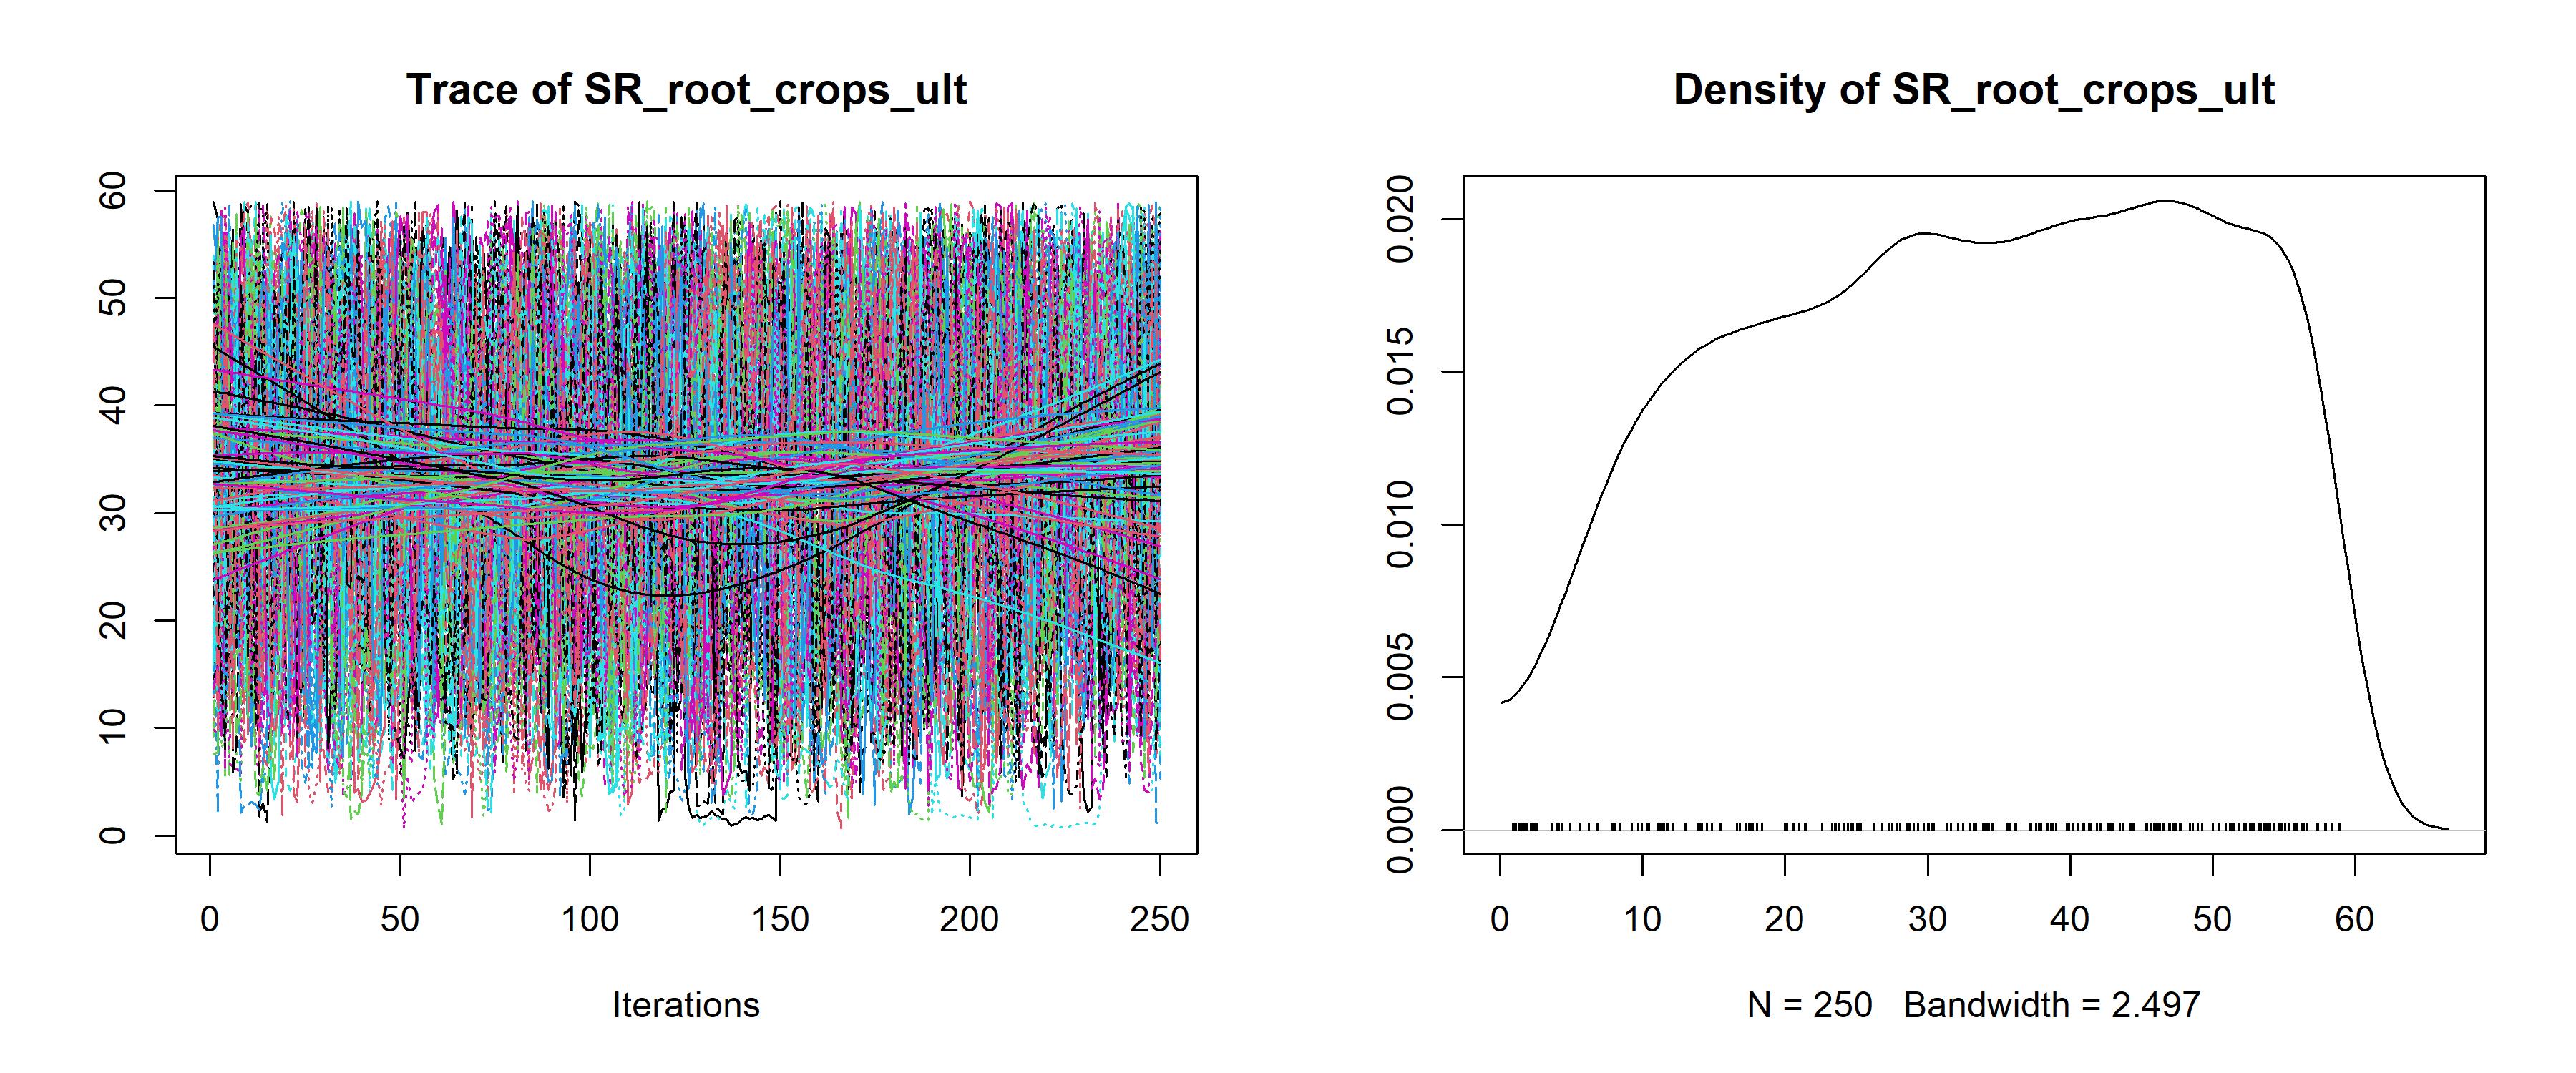 Trace of SR_root_crops_ult
60
50
40
30
20
10
0
0 50 100 150 200 250
Iterations
Density of SR_root_crops_ult
0.020
0.015
0.010
0.005
0.000
0 10 20 30 40 50 60
N = 250 Bandwidth = 2.497